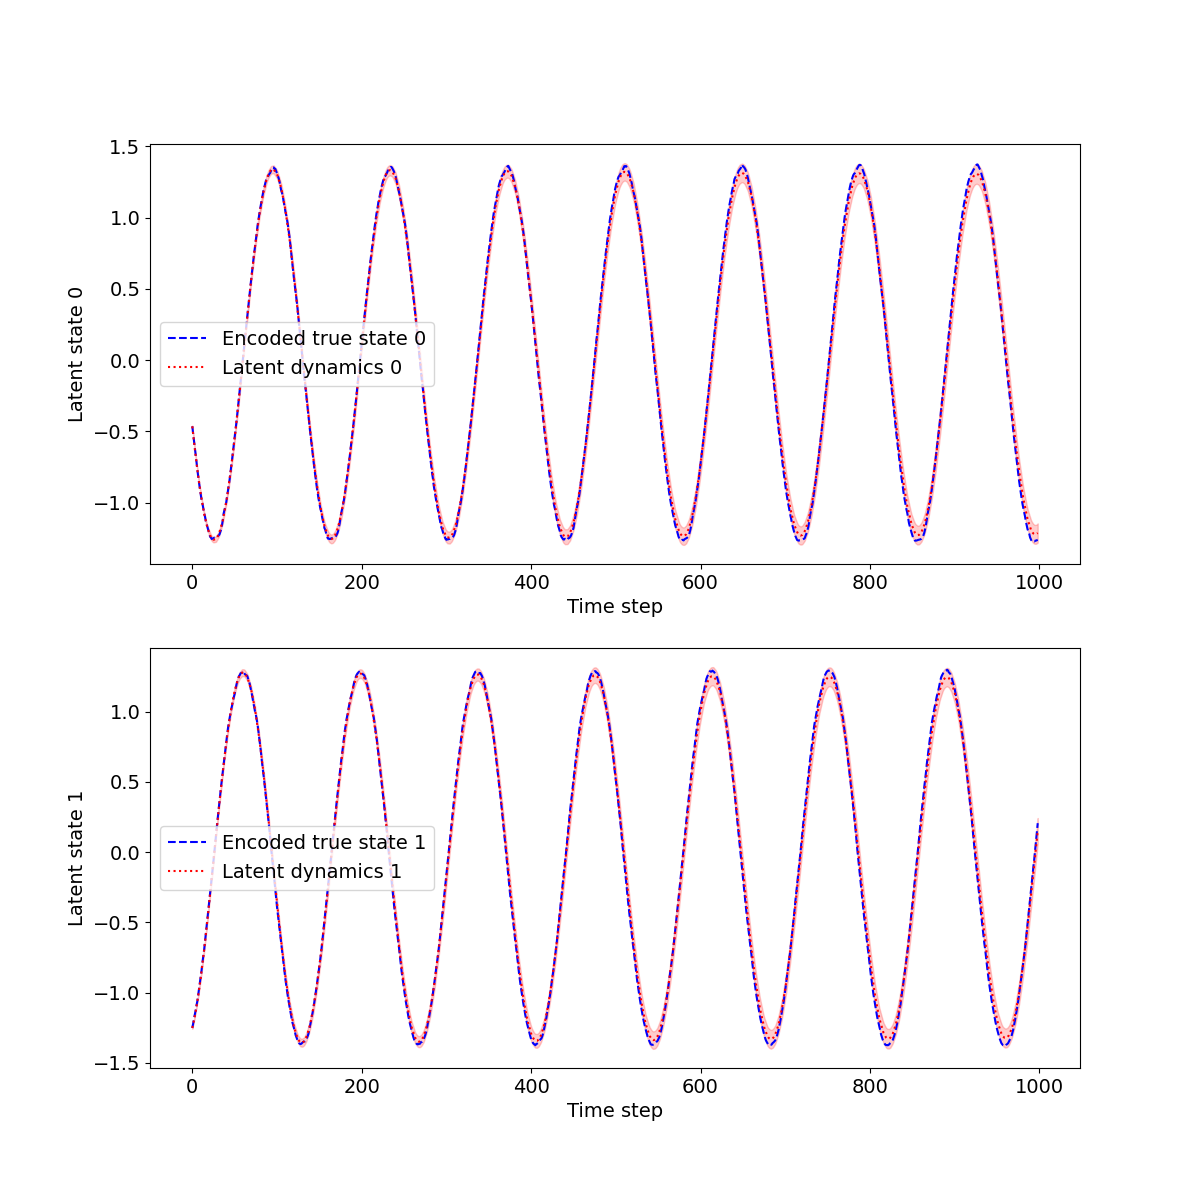 1.5
1.0
0.5
0.0
−0.5
−1.0
Latent state 0
Encoded true state 0
Latent dynamics 0
0 200 400 600 800 1000
Time step
1.0
0.5
0.0
−0.5
−1.0
−1.5
Latent state 1
Encoded true state 1
Latent dynamics 1
0 200 400 600 800 1000
Time step